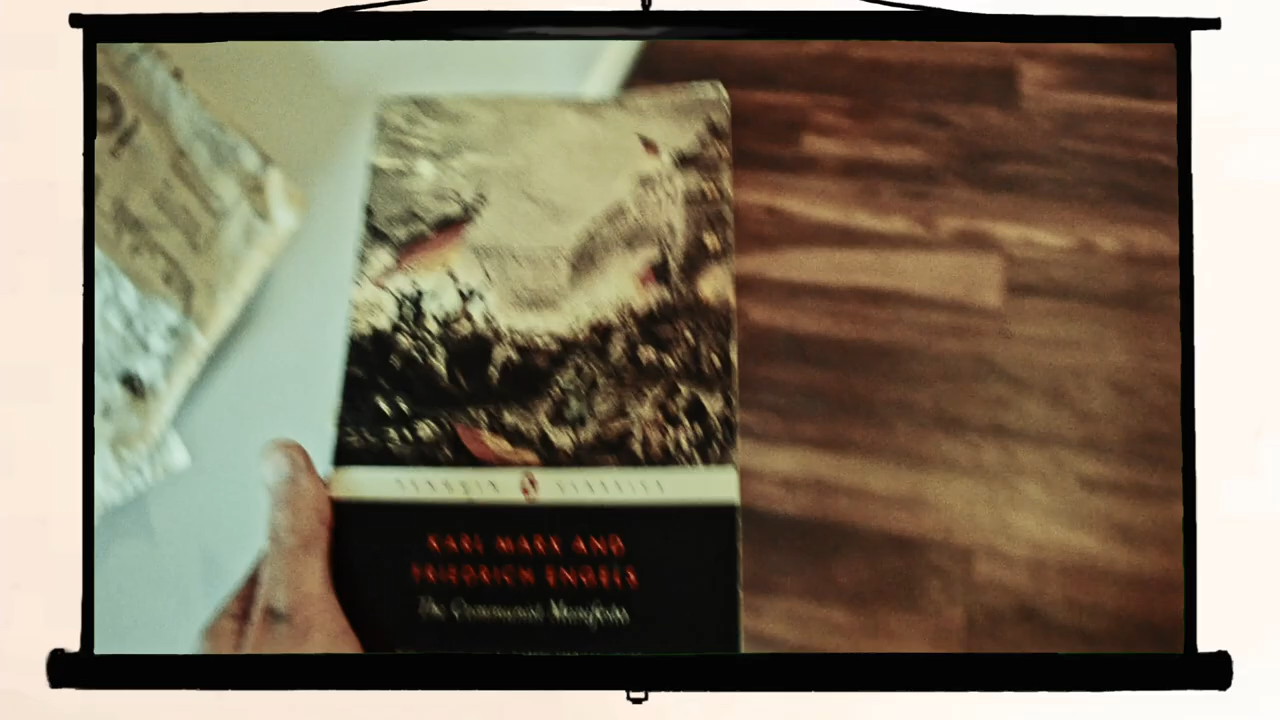 PENGUIN CLASSICS
KARL MARX AND
FRIEDRICH ENGELS
The Communist Manifesto